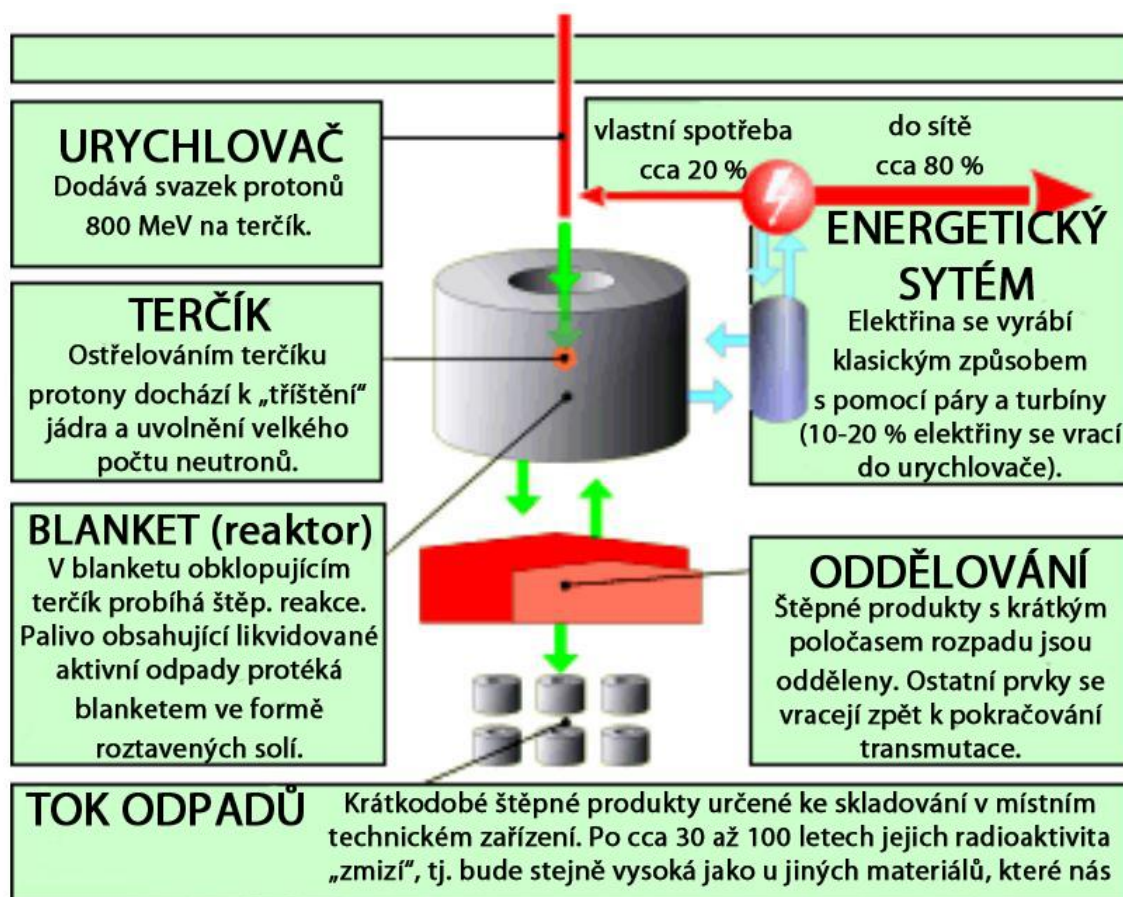 URYCHLOVAČ
Dodává svazek protonů
800 MeV na terčík.
vlastní spotřeba
cca 20 %
do sítě
cca 80 %
ENERGETICKÝ
SYTÉM
Elektřina se vyrábí
klasickým způsobem
s pomocí páry a turbíny
(10-20 % elektřiny se vrací
do urychlovače).
TERČÍK
Ostřelováním terčíku
protony dochází k „tříštění“
jádra a uvolnění velkého
počtu neutronů.
BLANKET (reaktor)
V blanketu obklopujícím
terčík probíhá štěp. reakce.
Palivo obsahující likvidované
aktivní odpady protéká
blanketem ve formě
roztavených solí.
ODDĚLOVÁNÍ
Štěpné produkty s krátkým
poločasem rozpadu jsou
odděleny. Ostatní prvky se
vracejí zpět k pokračování
transmutace.
TOK ODPADŮ
Krátkodobé štěpné produkty určené ke skladování v místním
technickém zařízení. Po cca 30 až 100 letech jejich radioaktivita
„zmizí“, tj. bude stejně vysoká jako u jiných materiálů, které nás